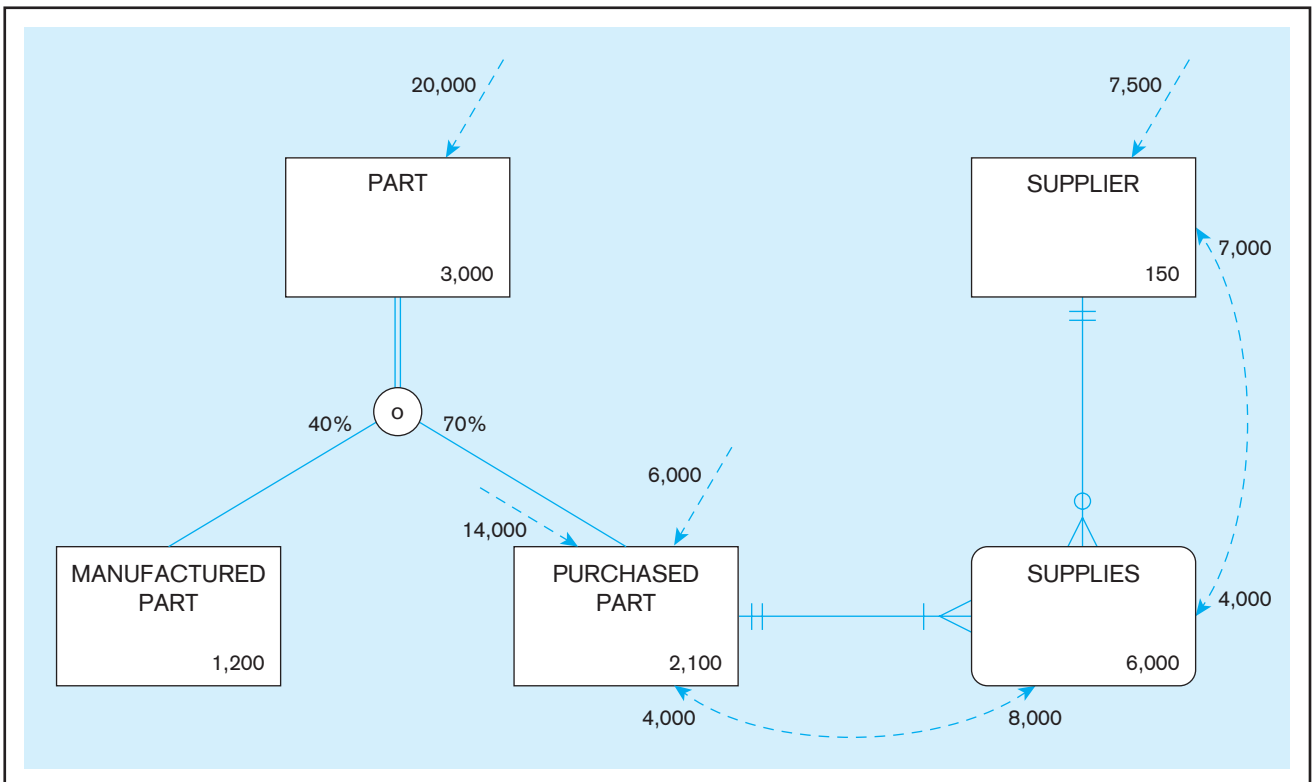 20,000
7,500
PART
3,000
SUPPLIER
150
7,000
40%
o
70%
6,000
14,000
MANUFACTURED
PART
1,200
PURCHASED
PART
2,100
SUPPLIES
6,000
4,000
4,000
8,000